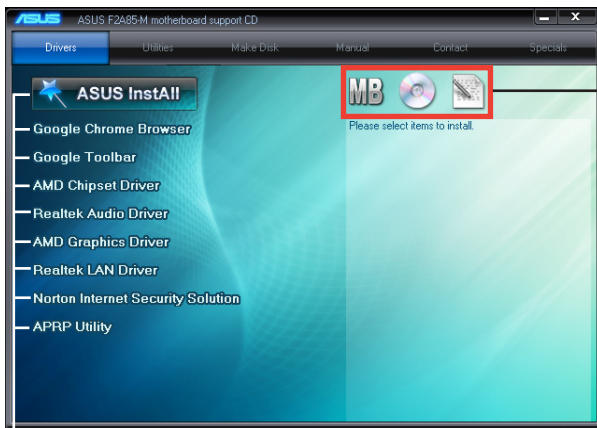 ASUS ASUS F2A85-M motherboard support CD
Drivers Utilities Make Disk Manual Contact Specials
ASUS InstAll
MB
Please select items to install.
Google Chrome Browser
Google Toolbar
AMD Chipset Driver
Realtek Audio Driver
AMD Graphics Driver
Realtek LAN Driver
Norton Internet Security Solution
APRP Utility